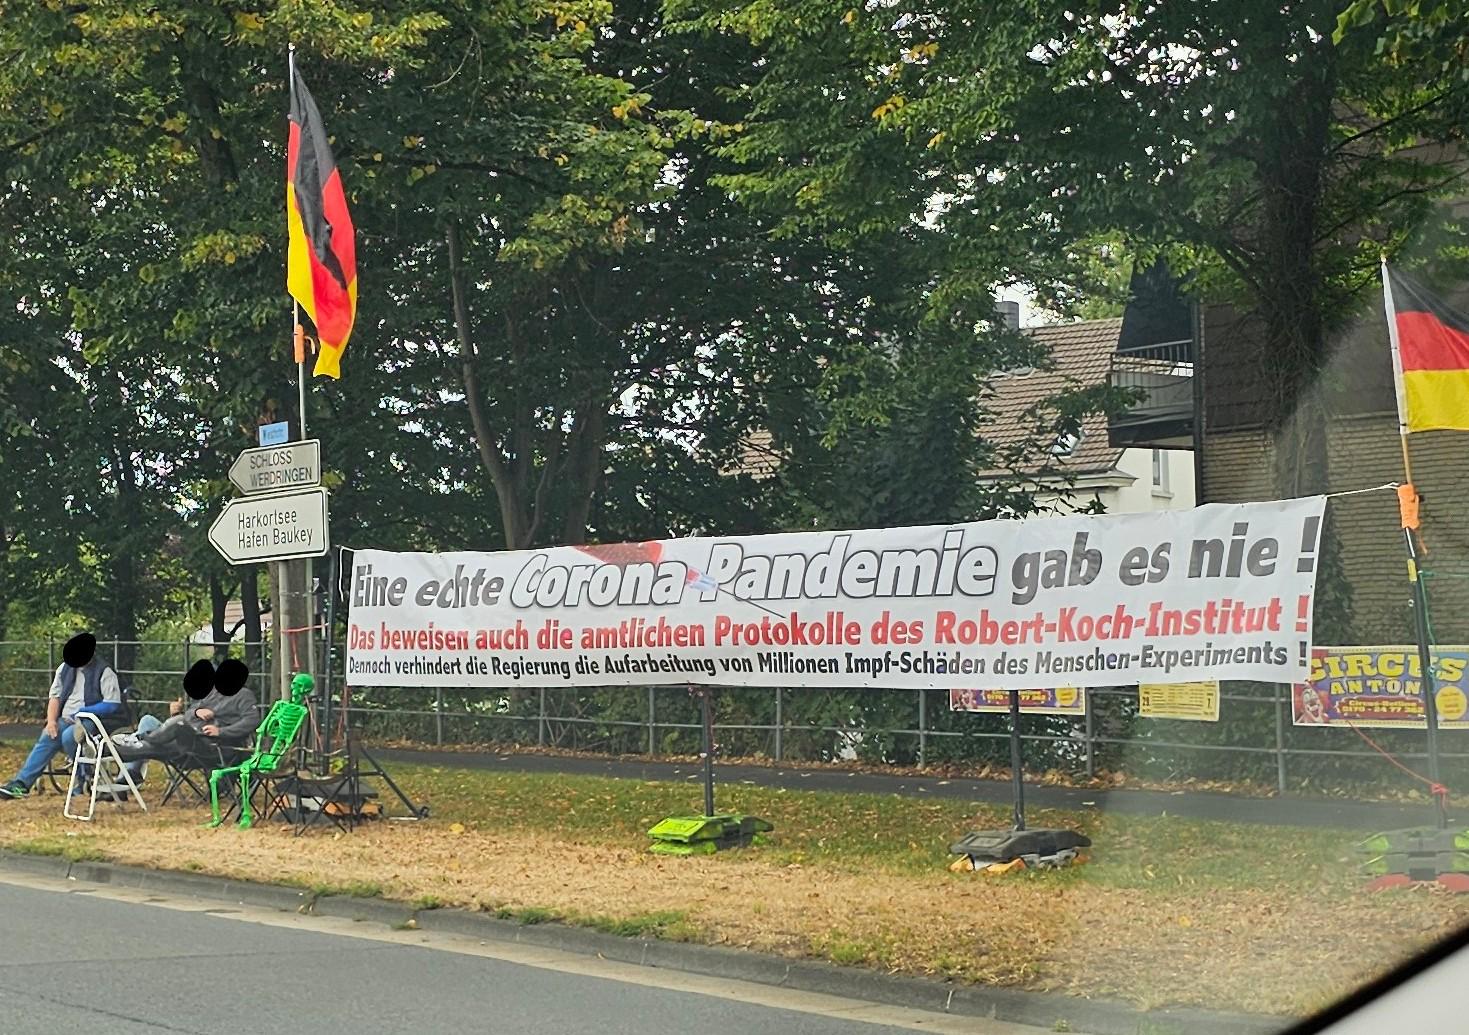 SCHLOSS
WERDRINGEN
Harkortsee
Hafen Baukey
Eine echte Corona Pandemie gab es nie !
Das beweisen auch die amtlichen Protokolle des Robert-Koch-Institut !
Dennoch verhindert die Regierung die Aufarbeitung von Millionen Impf-Schäden des Menschen-Experiments !
CIRCUS
ANTON